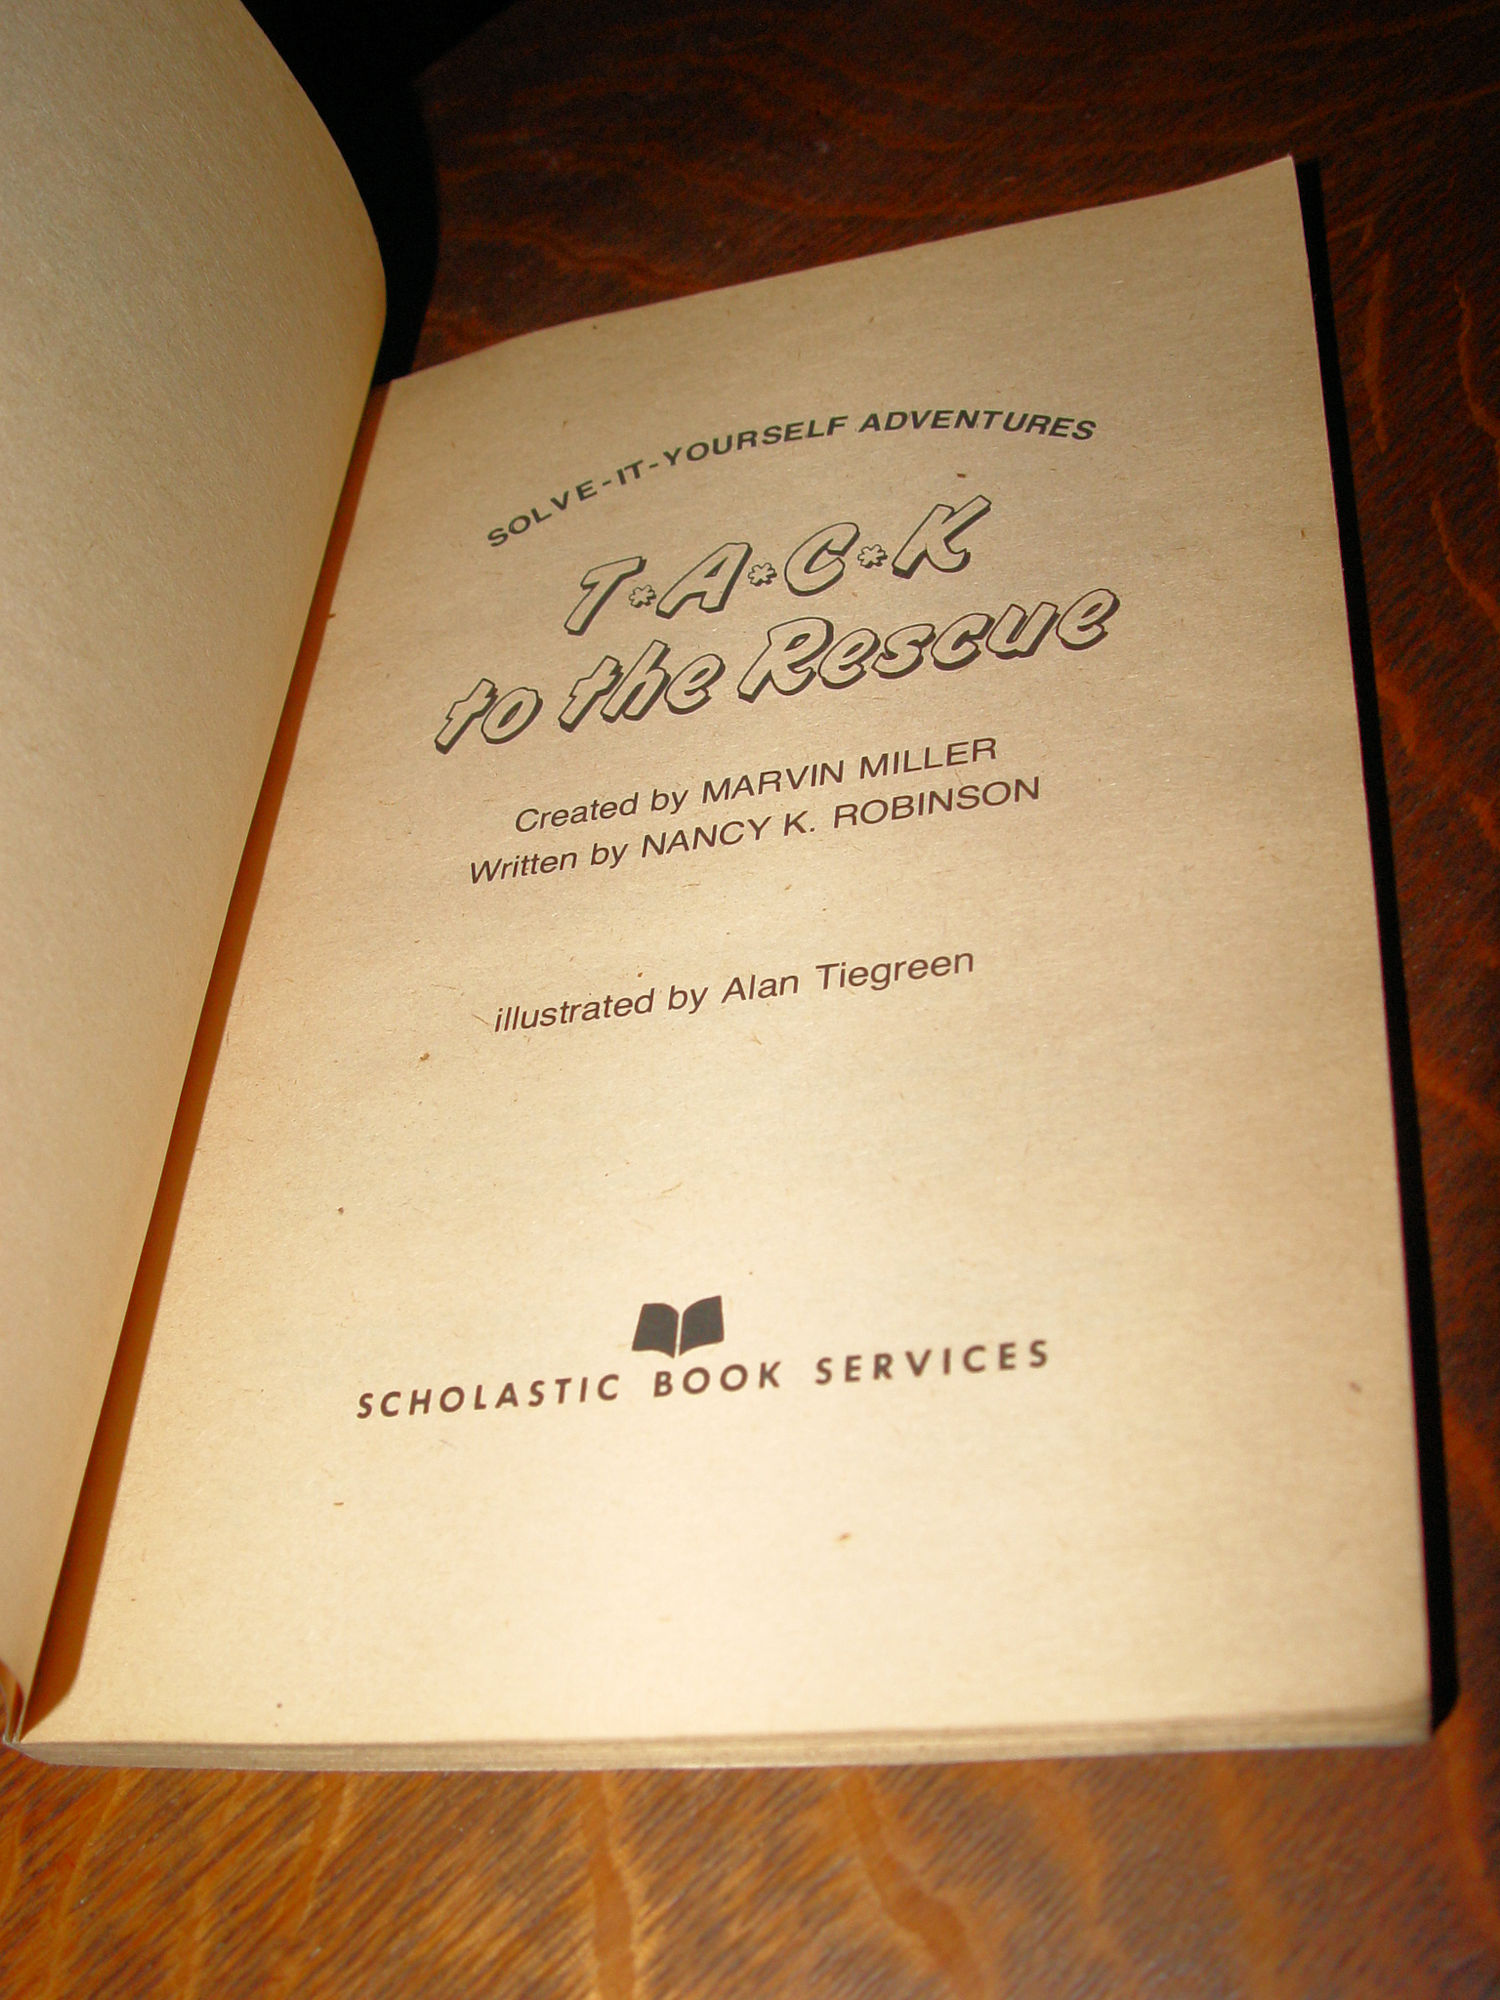 SOLVE-IT-YOURSELF ADVENTURES
T*A*C*K
to the Rescue
Created by MARVIN MILLER
Written by NANCY K. ROBINSON
illustrated by Alan Tiegreen
SCHOLASTIC BOOK SERVICES